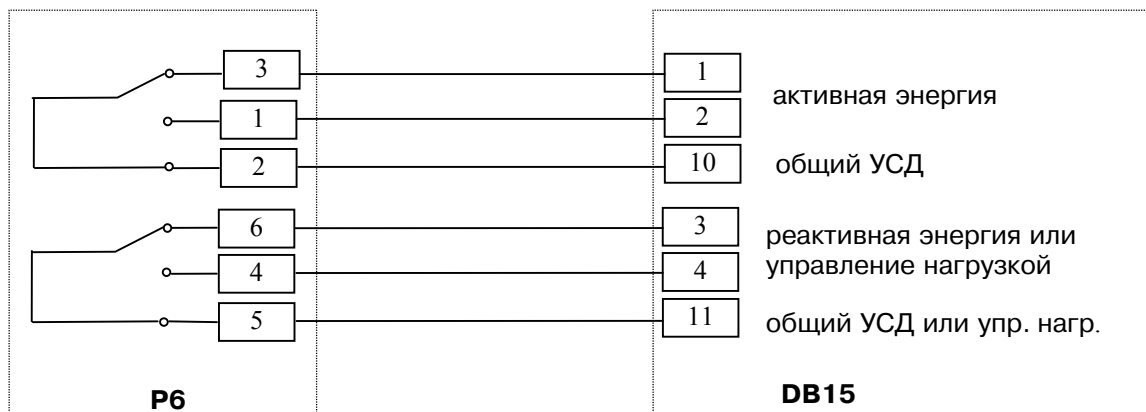 3 1
активная энергия
1 2
2 10 общий УСД
6 3
реактивная энергия или
управление нагрузкой
4 4
5 11 общий УСД или упр. нагр.
P6 DB15